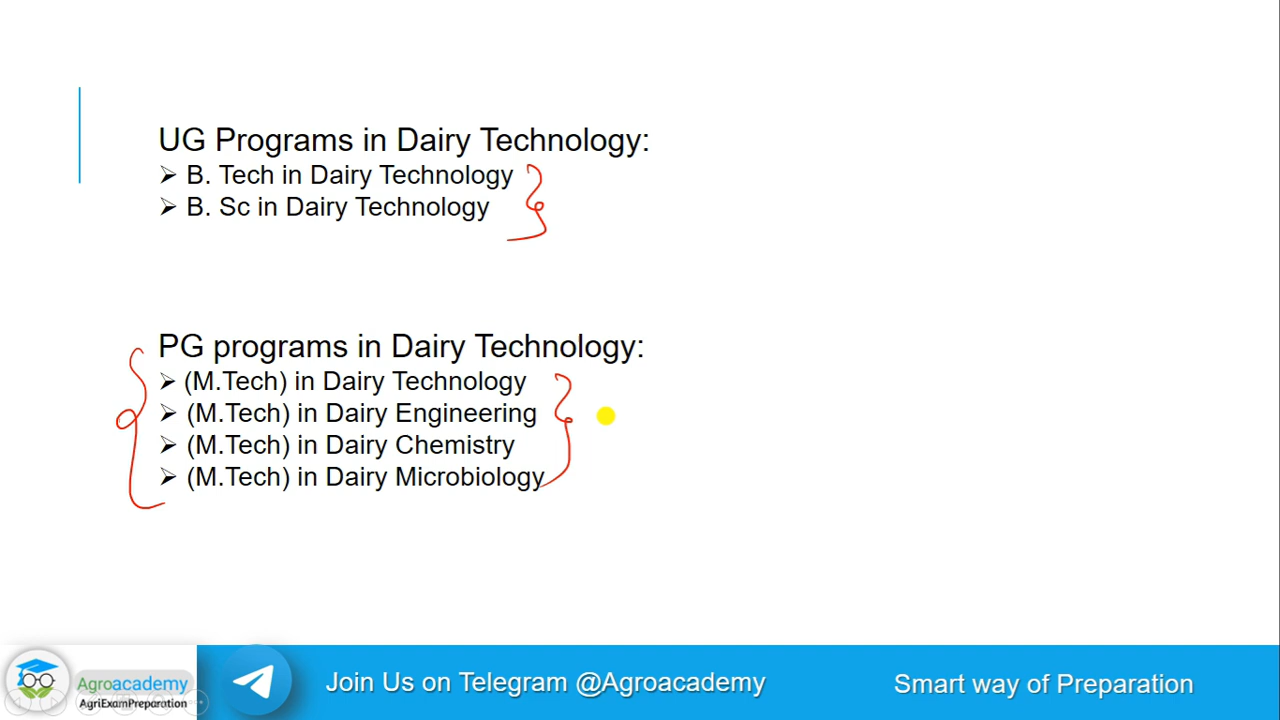 UG Programs in Dairy Technology:
➢ B. Tech in Dairy Technology
➢ B. Sc in Dairy Technology
PG programs in Dairy Technology:
➢ (M.Tech) in Dairy Technology
➢ (M.Tech) in Dairy Engineering
➢ (M.Tech) in Dairy Chemistry
➢ (M.Tech) in Dairy Microbiology
Agroacademy
AgriExamPreparation
Join Us on Telegram @Agroacademy
Smart way of Preparation